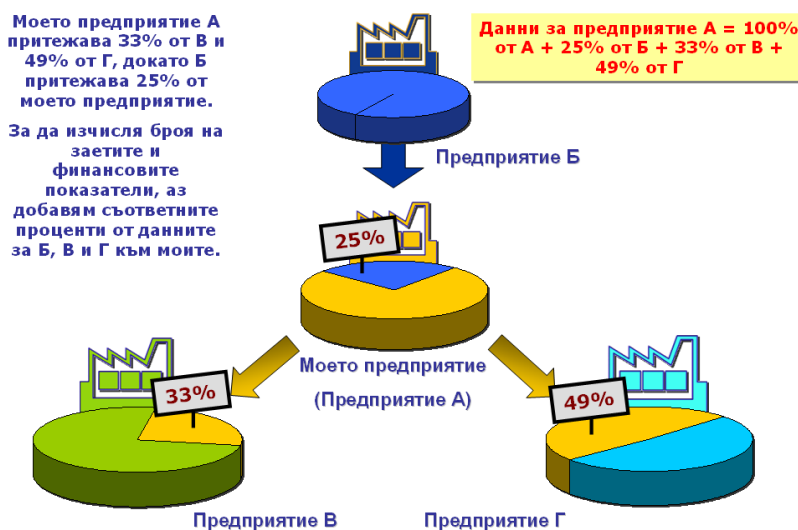 Моето предприятие А
притежава 33% от В и
49% от Г, докато Б
притежава 25% от
моето предприятие.
За да изчисля броя на
заетите и
финансовите
показатели, аз
добавям съответните
проценти от данните
за Б, В и Г към моите.
Данни за предприятие А = 100%
от А + 25% от Б + 33% от В +
49% от Г
Предприятие Б
25%
Моето предприятие
(Предприятие А)
33%
49%
Предприятие В
Предприятие Г